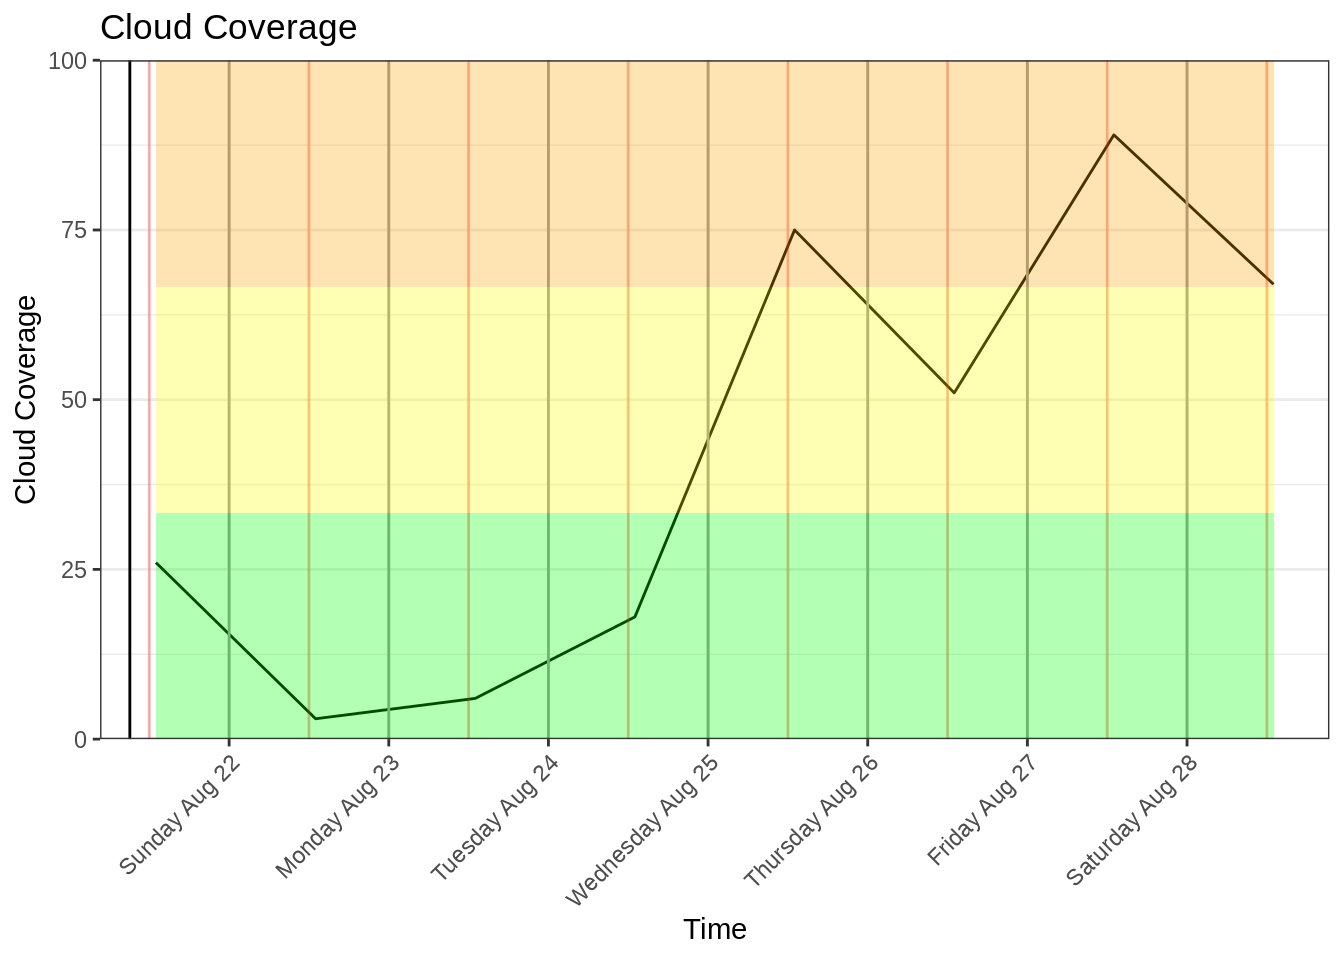 Cloud Coverage
100
75
50
25
0
Cloud Coverage
Sunday Aug 22
Monday Aug 23
Tuesday Aug 24
Wednesday Aug 25
Thursday Aug 26
Friday Aug 27
Saturday Aug 28
Time